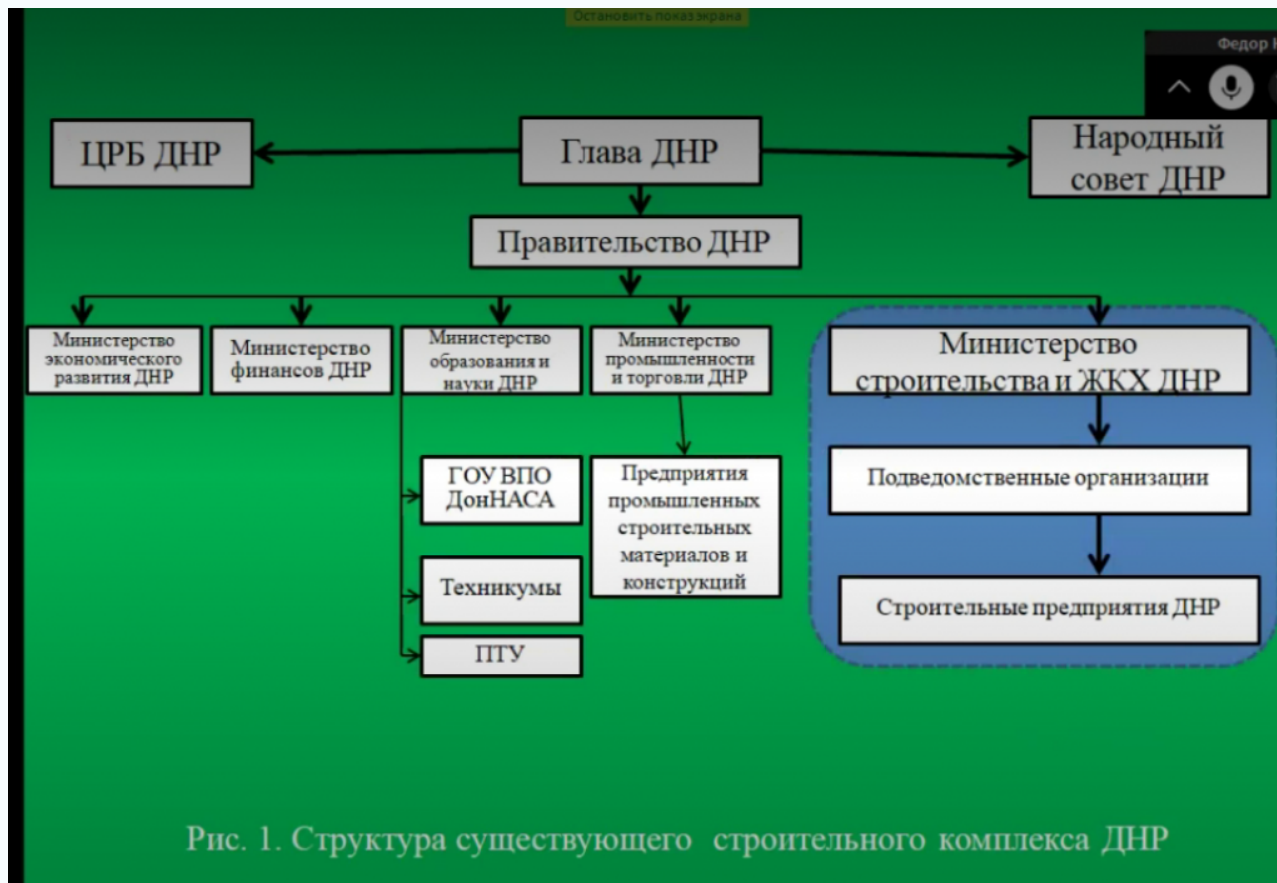 Остановить показ экрана
Федор
ЦРБ ДНР
Глава ДНР
Народный
совет ДНР
Правительство ДНР
Министерство
экономического
развития ДНР
Министерство
финансов ДНР
Министерство
образования и
науки ДНР
Министерство
промышленности
и торговли ДНР
Министерство
строительства и ЖКХ ДНР
ГОУ ВПО
ДонНАСА
Техникумы
ПТУ
Предприятия
промышленных
строительных
материалов и
конструкций
Подведомственные организации
Строительные предприятия ДНР
Рис. 1. Структура существующего строительного комплекса ДНР